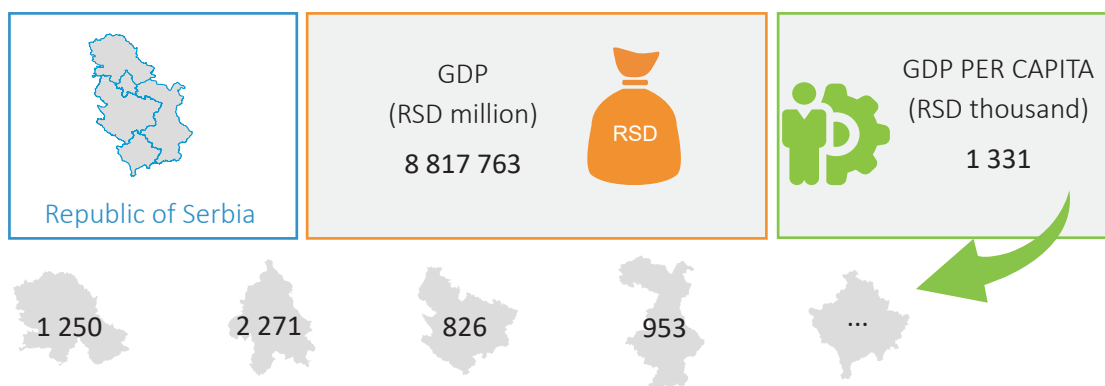 Republic of Serbia
GDP
(RSD million)
8 817 763
RSD
GDP PER CAPITA
(RSD thousand)
1 331
1 250
2 271
826
953
...